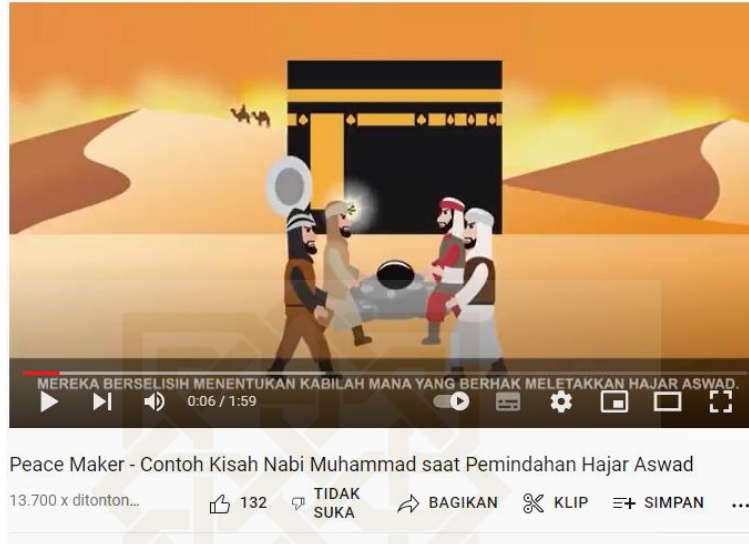 MEREKA BERSELISIH MENENTUKAN KABILAH MANA YANG BERHAK MELETAKKAN HAJAR ASWAD.
0:06 / 1:59
Peace Maker - Contoh Kisah Nabi Muhammad saat Pemindahan Hajar Aswad
13.700 x ditonton... 132 TIDAK SUKA BAGIKAN KLIP SIMPAN ...